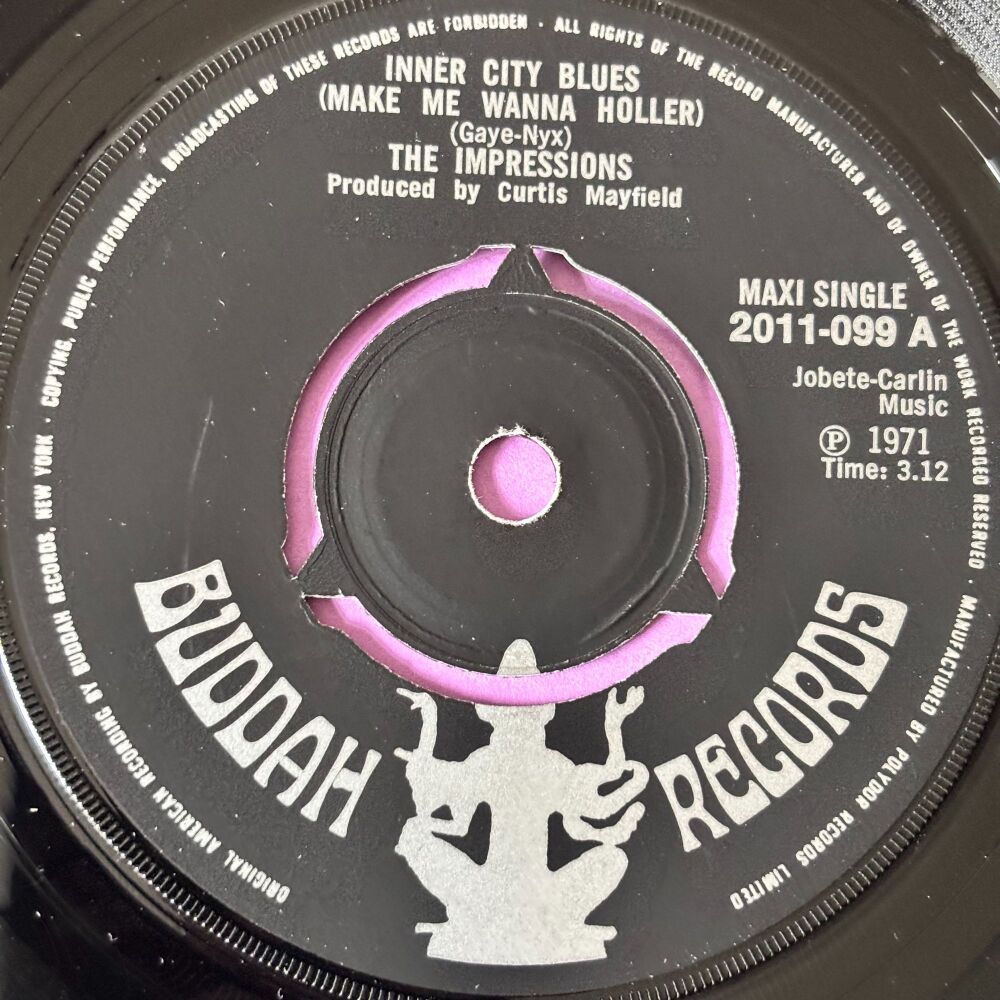 ORIGINAL AMERICAN RECORDING BY BUDDAH RECORDS, NEW YORK · COPYING, PUBLIC PERFORMANCE, BROADCASTING OF THESE RECORDS ARE FORBIDDEN · ALL RIGHTS OF THE RECORD MANUFACTURER AND OF OWNER OF THE WORK RECORDED RESERVED · MANUFACTURED BY POLYDOR RECORDS LIMITED
INNER CITY BLUES
(MAKE ME WANNA HOLLER)
(Gaye-Nyx)
THE IMPRESSIONS
Produced by Curtis Mayfield
MAXI SINGLE
2011-099 A
Jobete-Carlin
Music
Ⓟ 1971
Time: 3.12
BUDDAH RECORDS